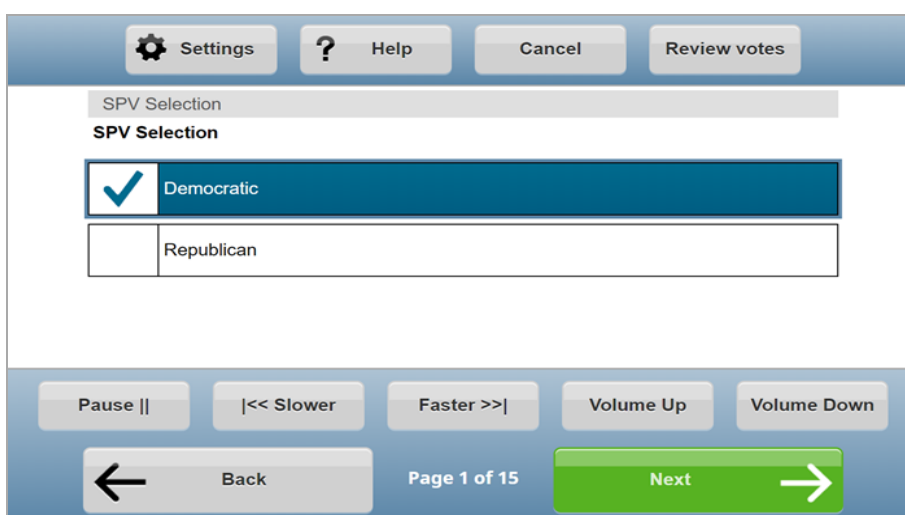 Settings ? Help Cancel Review votes
SPV Selection
SPV Selection
Democratic
Republican
Pause || |<< Slower Faster >>| Volume Up Volume Down
Back Page 1 of 15 Next